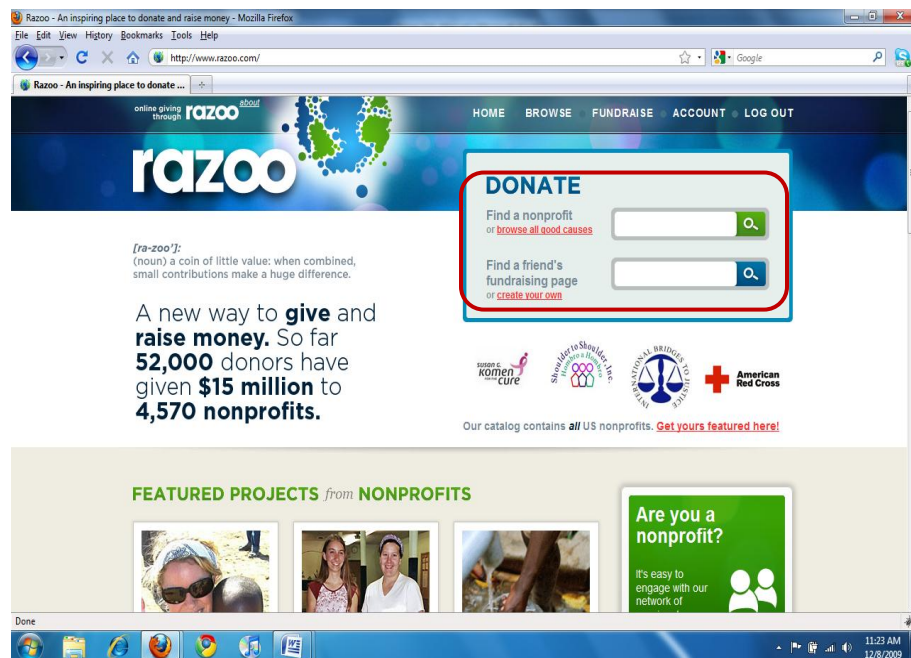 Razoo - An inspiring place to donate and raise money - Mozilla Firefox
File Edit View History Bookmarks Tools Help
http://www.razoo.com/
Google
Razoo - An inspiring place to donate ...
online giving through razoo about
HOME BROWSE FUNDRAISE ACCOUNT LOG OUT
razoo
DONATE
Find a nonprofit
or browse all good causes
Find a friend's
fundraising page
or create your own
[ra-zoo']:
(noun) a coin of little value: when combined,
small contributions make a huge difference.
A new way to give and
raise money. So far
52,000 donors have
given $15 million to
4,570 nonprofits.
susan G.
Komen
FOR THE cure
Shoulder to Shoulder, Inc.
Hombro a Hombro
INTERNATIONAL BRIDGES TO JUSTICE
American
Red Cross
Our catalog contains all US nonprofits. Get yours featured here!
FEATURED PROJECTS from NONPROFITS
Are you a
nonprofit?
It's easy to
engage with our
network of
Done
11:23 AM
12/8/2009